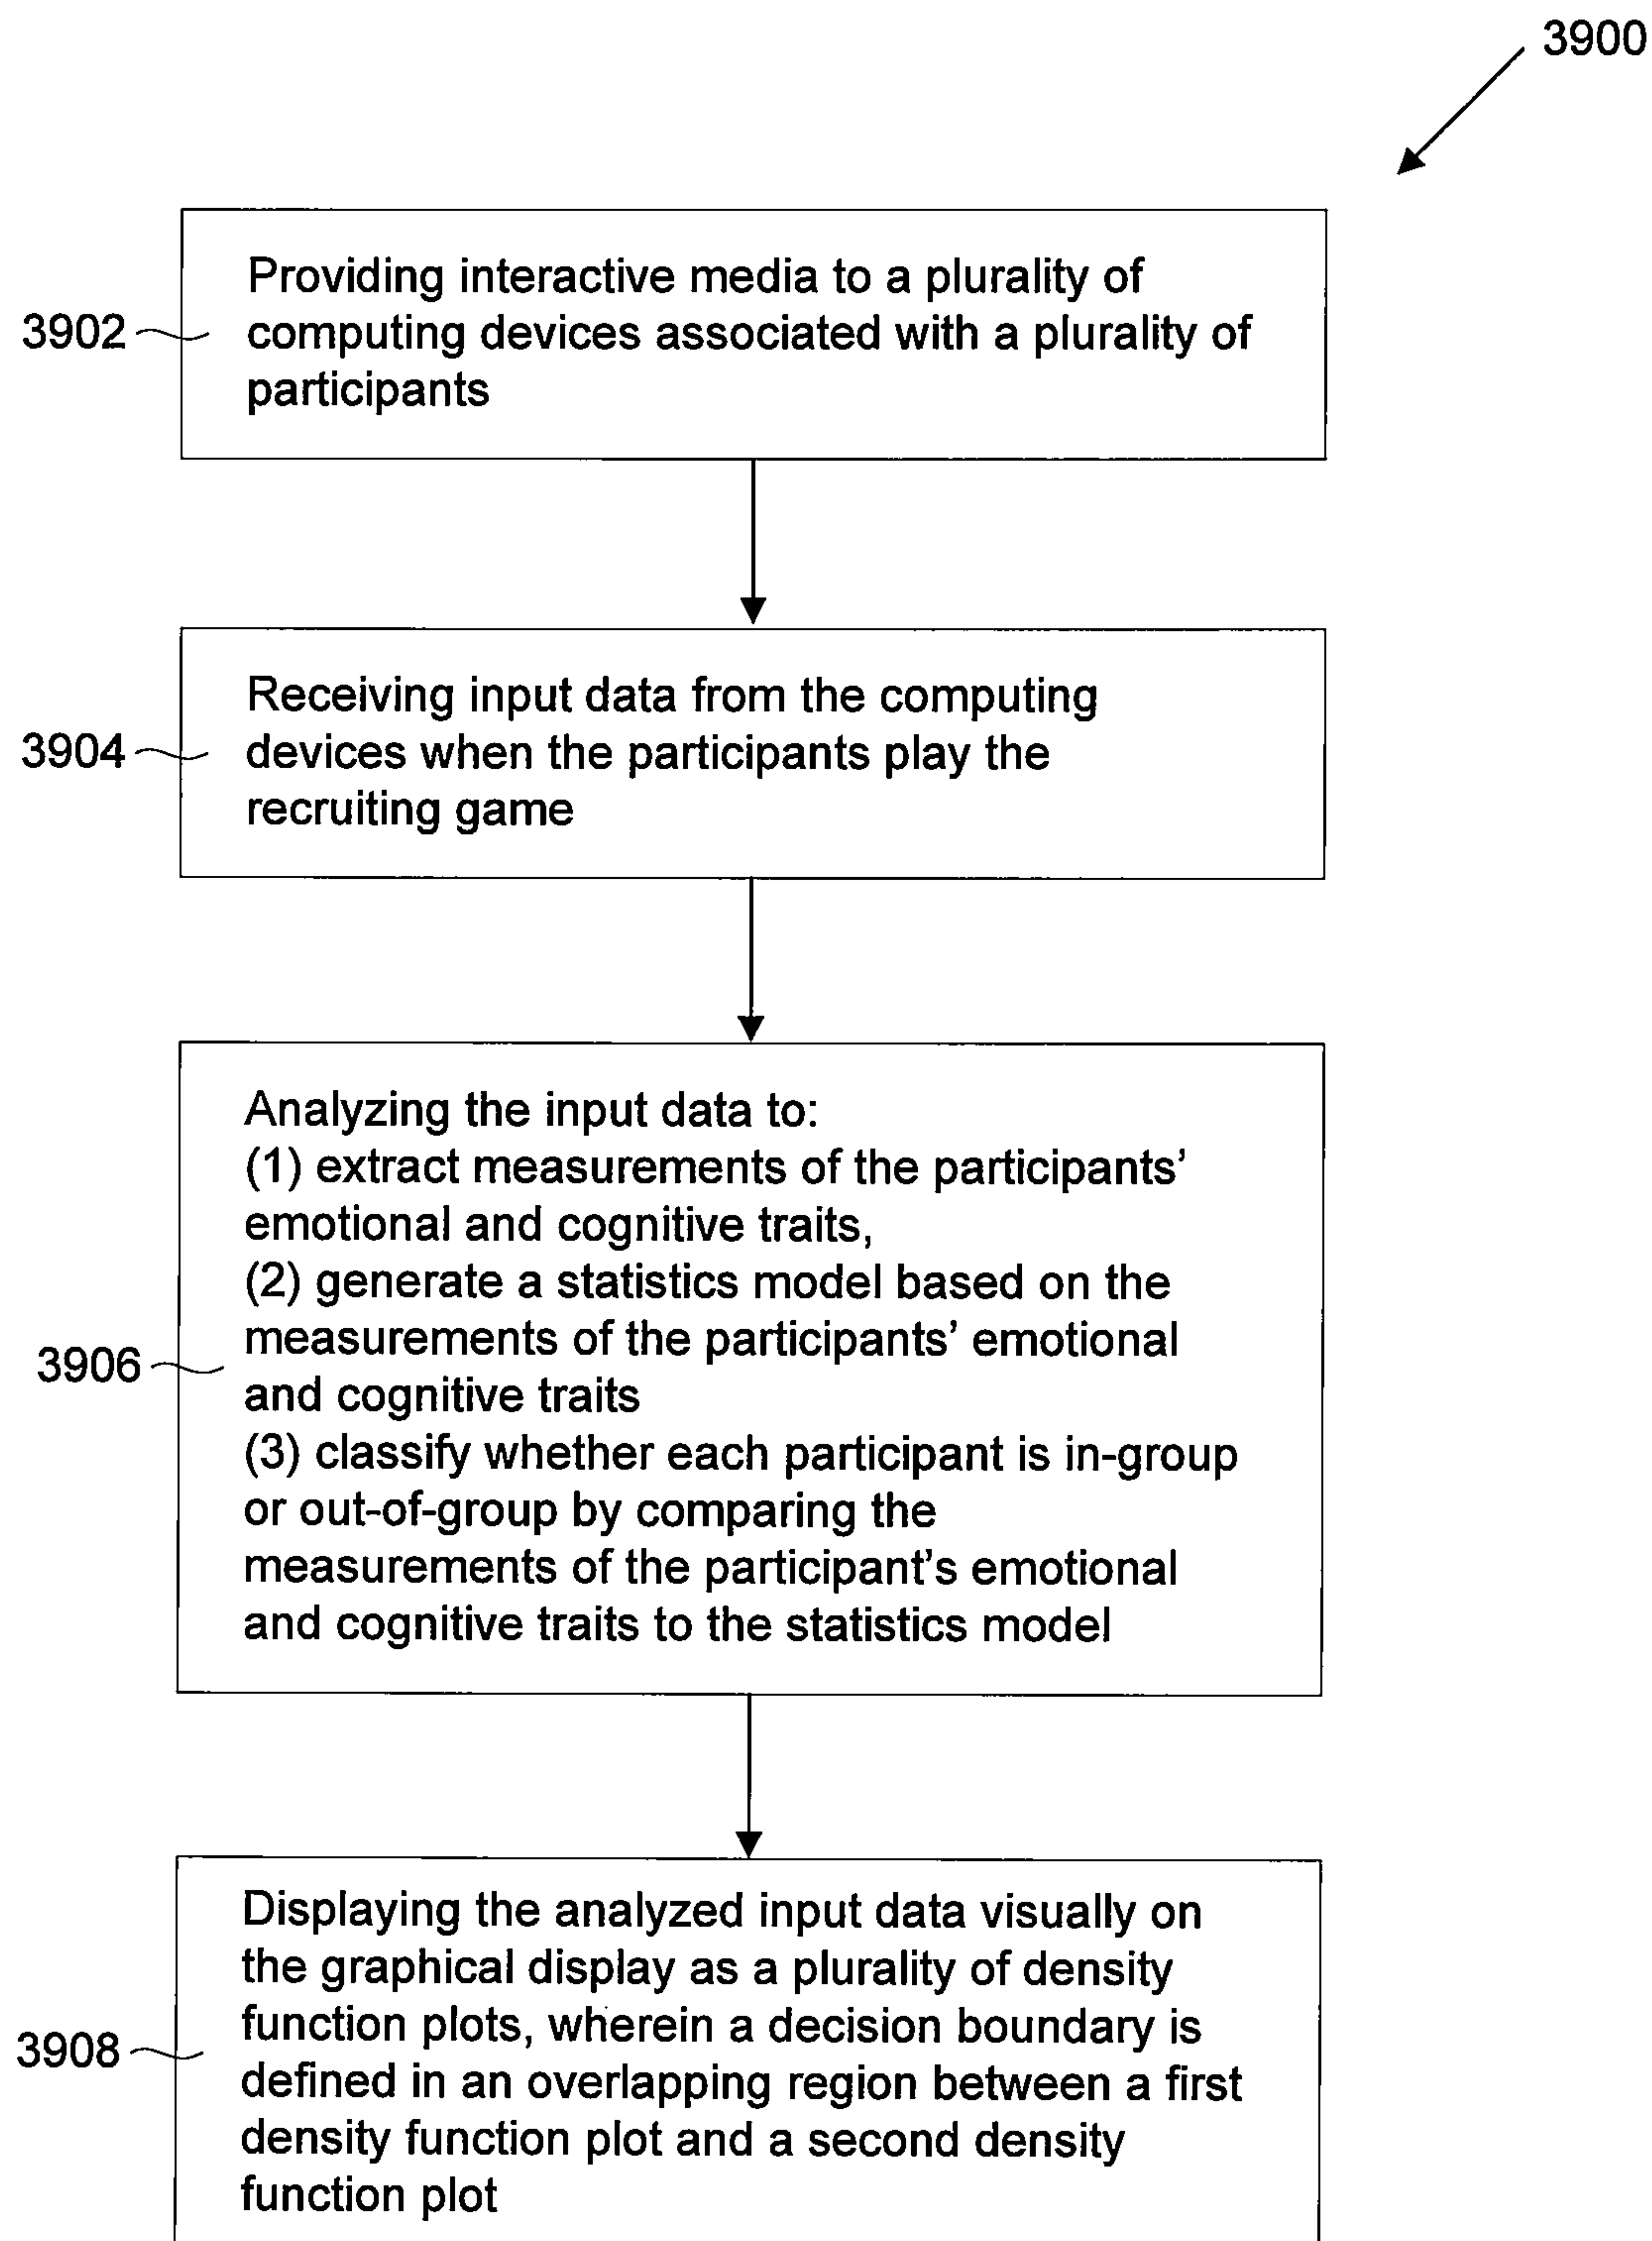 3900
3902
Providing interactive media to a plurality of
computing devices associated with a plurality of
participants
3904
Receiving input data from the computing
devices when the participants play the
recruiting game
3906
Analyzing the input data to:
(1) extract measurements of the participants’
emotional and cognitive traits,
(2) generate a statistics model based on the
measurements of the participants’ emotional
and cognitive traits
(3) classify whether each participant is in-group
or out-of-group by comparing the
measurements of the participant's emotional
and cognitive traits to the statistics model
3908
Displaying the analyzed input data visually on
the graphical display as a plurality of density
function plots, wherein a decision boundary is
defined in an overlapping region between a first
density function plot and a second density
function plot